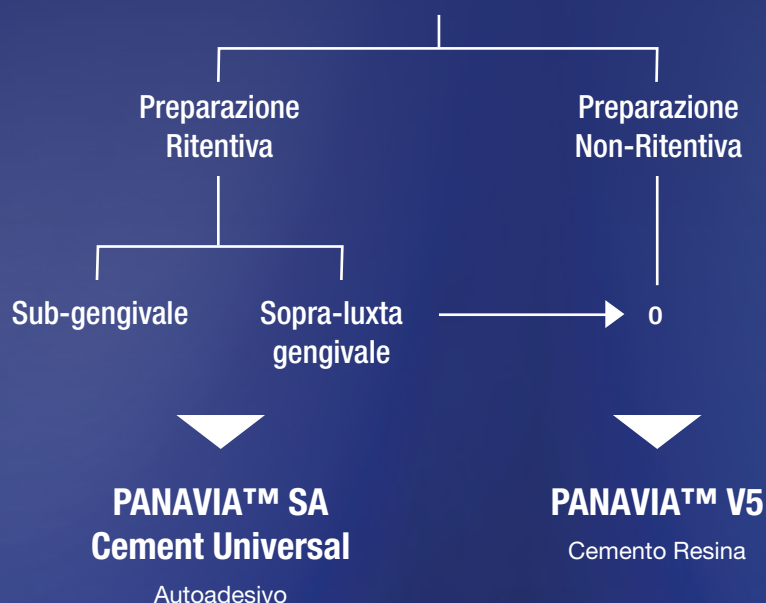 Preparazione
Ritentiva
Preparazione
Non-Ritentiva
Sub-gengivale
Sopra-luxta
gengivale
o
PANAVIA™ SA
Cement Universal
Autoadesivo
PANAVIA™ V5
Cemento Resina